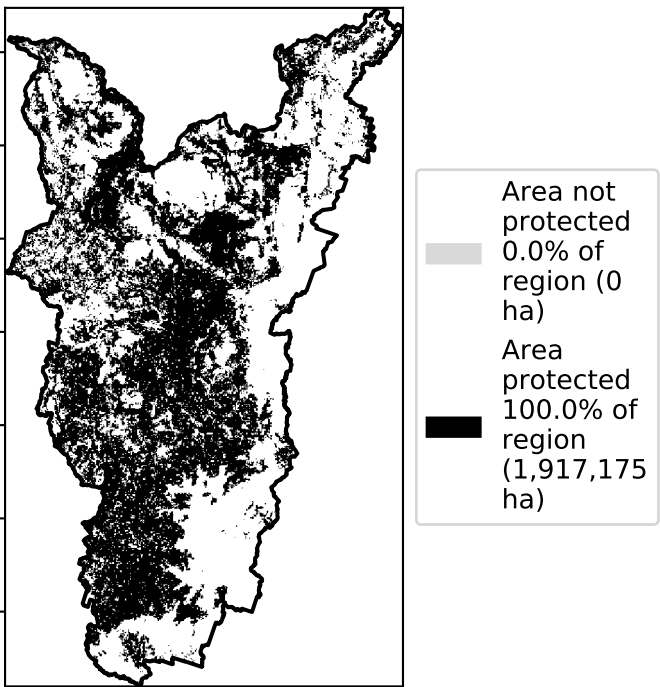 Area not
protected
0.0% of
region (0
ha)
Area
protected
100.0% of
region
(1,917,175
ha)